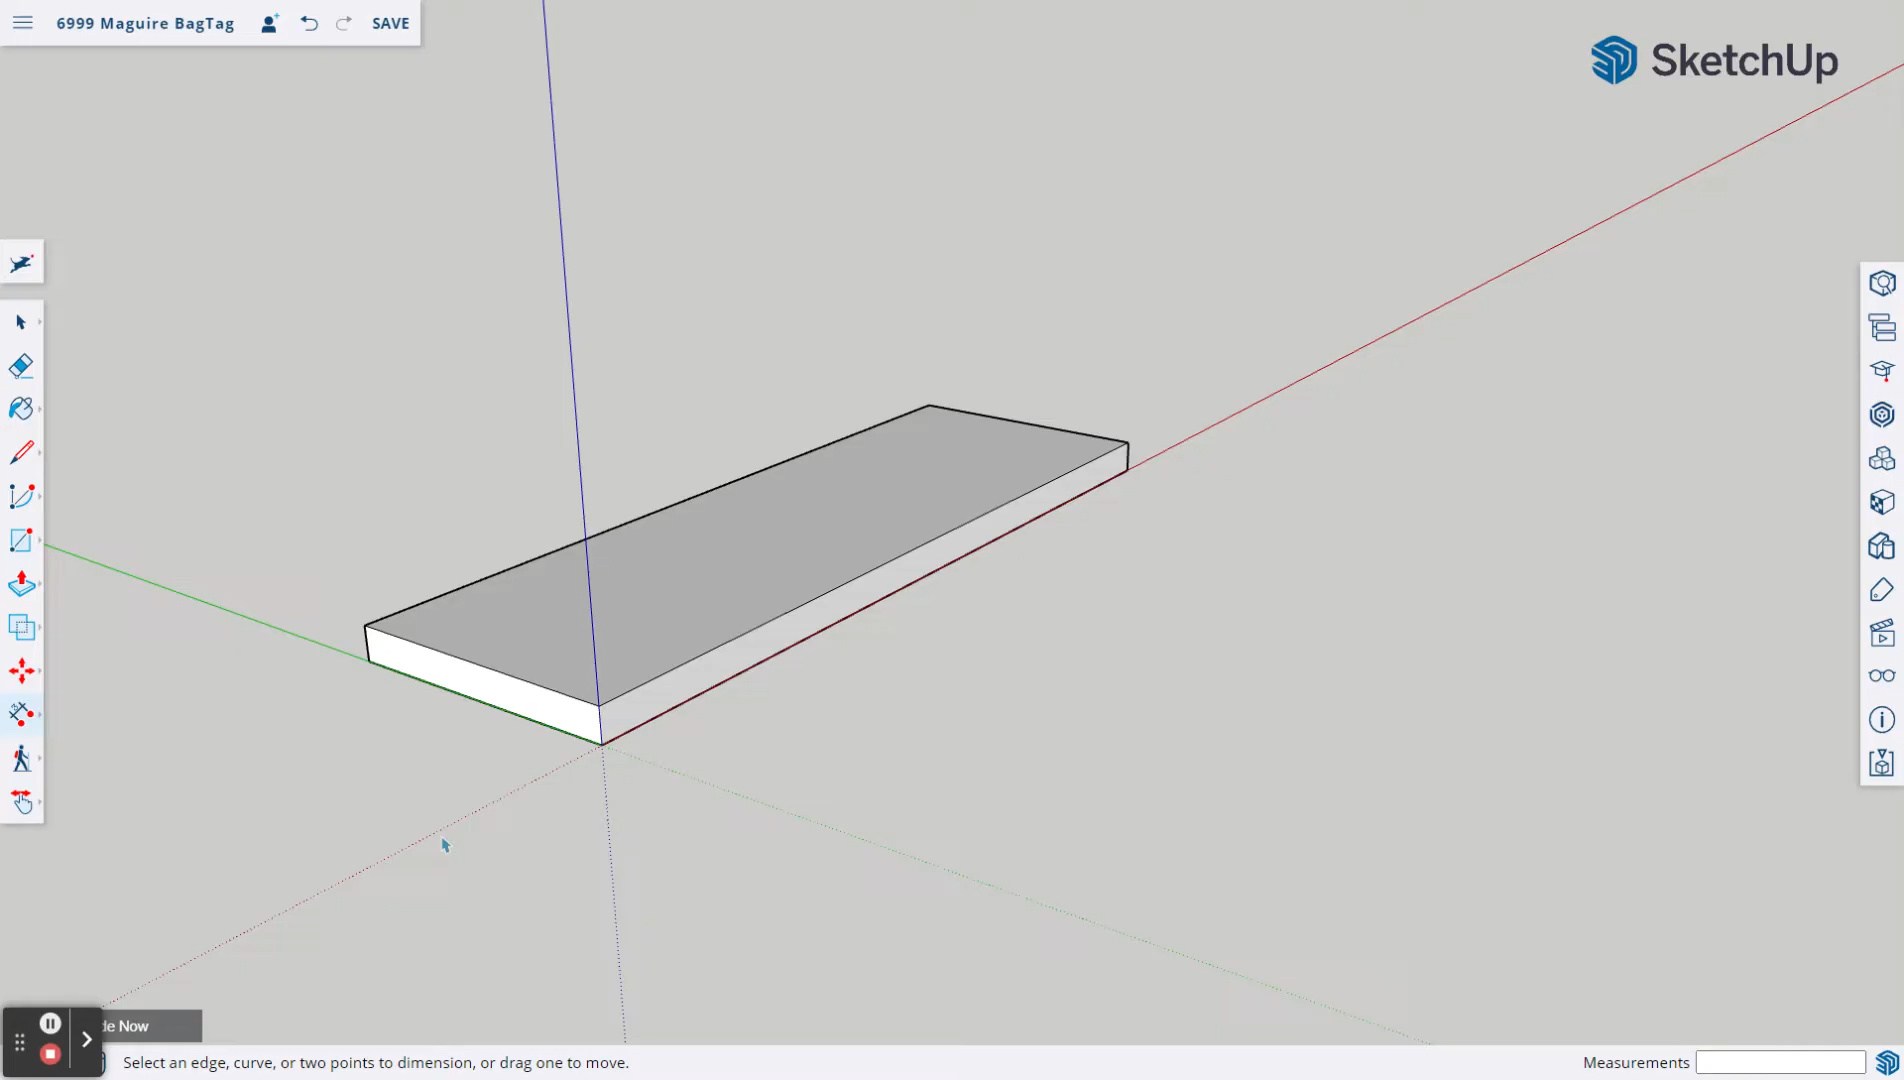 6999 Maguire BagTag SAVE
SketchUp
de Now
Select an edge, curve, or two points to dimension, or drag one to move.
Measurements